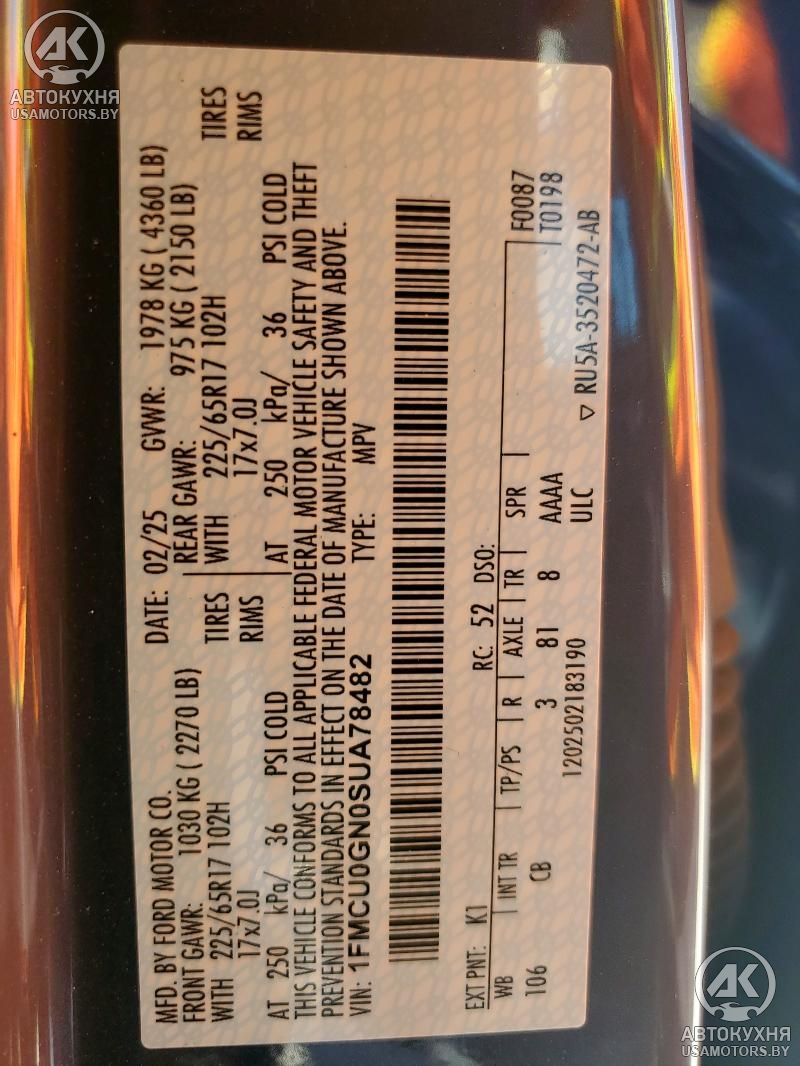 AK
АВТОКУХНЯ
USAMOTORS.BY
MFD. BY FORD MOTOR CO. DATE: 02/25 GVWR: 1978 KG ( 4360 LB)
FRONT GAWR: 1030 KG ( 2270 LB) REAR GAWR: 975 KG ( 2150 LB)
WITH 225/65R17 102H TIRES WITH 225/65R17 102H TIRES
17x7.0J RIMS 17x7.0J RIMS
AT 250 kPa/ 36 PSI COLD AT 250 kPa/ 36 PSI COLD
THIS VEHICLE CONFORMS TO ALL APPLICABLE FEDERAL MOTOR VEHICLE SAFETY AND THEFT
PREVENTION STANDARDS IN EFFECT ON THE DATE OF MANUFACTURE SHOWN ABOVE.
VIN: 1FMCU0GN0SUA78482 TYPE: MPV
EXT PNT: K1 RC: 52 DSO: F0087
WB INT TR TP/PS R AXLE TR SPR T0198
106 CB 3 81 8 AAAA
1202502183190 ULC ▽ RU5A-3520472-AB
AK
АВТОКУХНЯ
USAMOTORS.BY